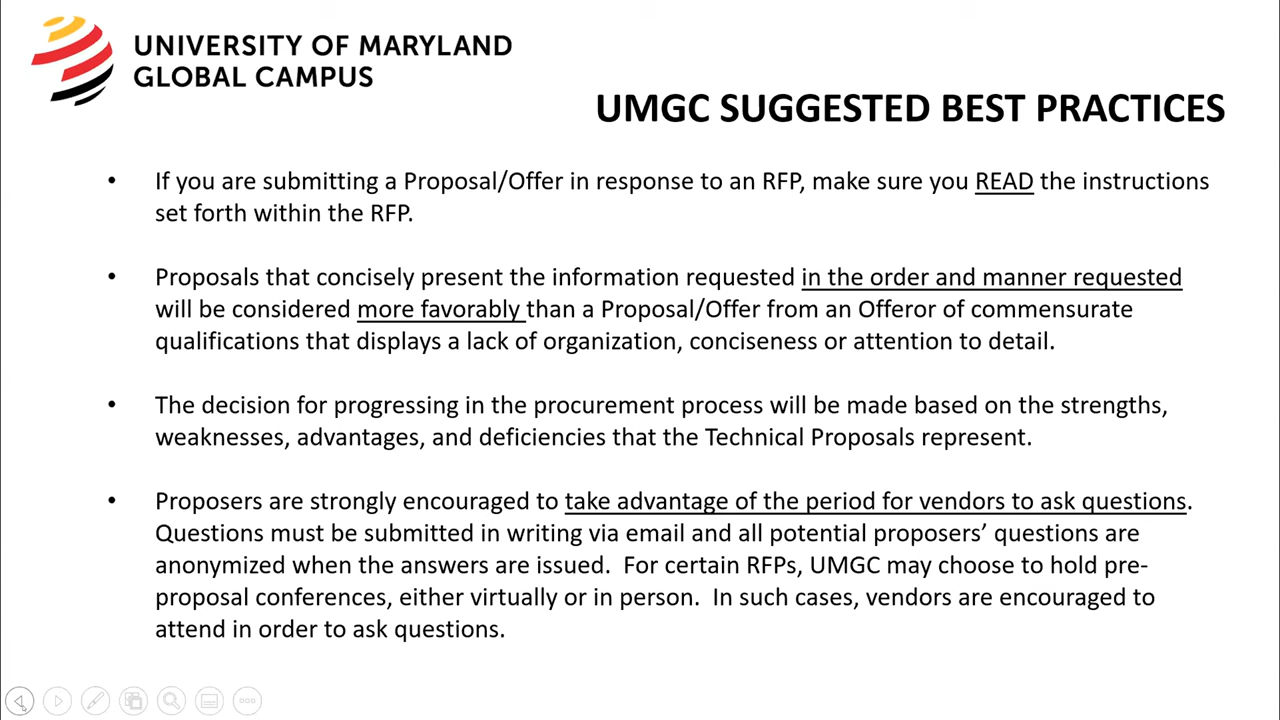 UNIVERSITY OF MARYLAND
GLOBAL CAMPUS
UMGC SUGGESTED BEST PRACTICES
• If you are submitting a Proposal/Offer in response to an RFP, make sure you READ the instructions
set forth within the RFP.
• Proposals that concisely present the information requested in the order and manner requested
will be considered more favorably than a Proposal/Offer from an Offeror of commensurate
qualifications that displays a lack of organization, conciseness or attention to detail.
• The decision for progressing in the procurement process will be made based on the strengths,
weaknesses, advantages, and deficiencies that the Technical Proposals represent.
• Proposers are strongly encouraged to take advantage of the period for vendors to ask questions.
Questions must be submitted in writing via email and all potential proposers’ questions are
anonymized when the answers are issued.  For certain RFPs, UMGC may choose to hold pre-
proposal conferences, either virtually or in person.  In such cases, vendors are encouraged to
attend in order to ask questions.